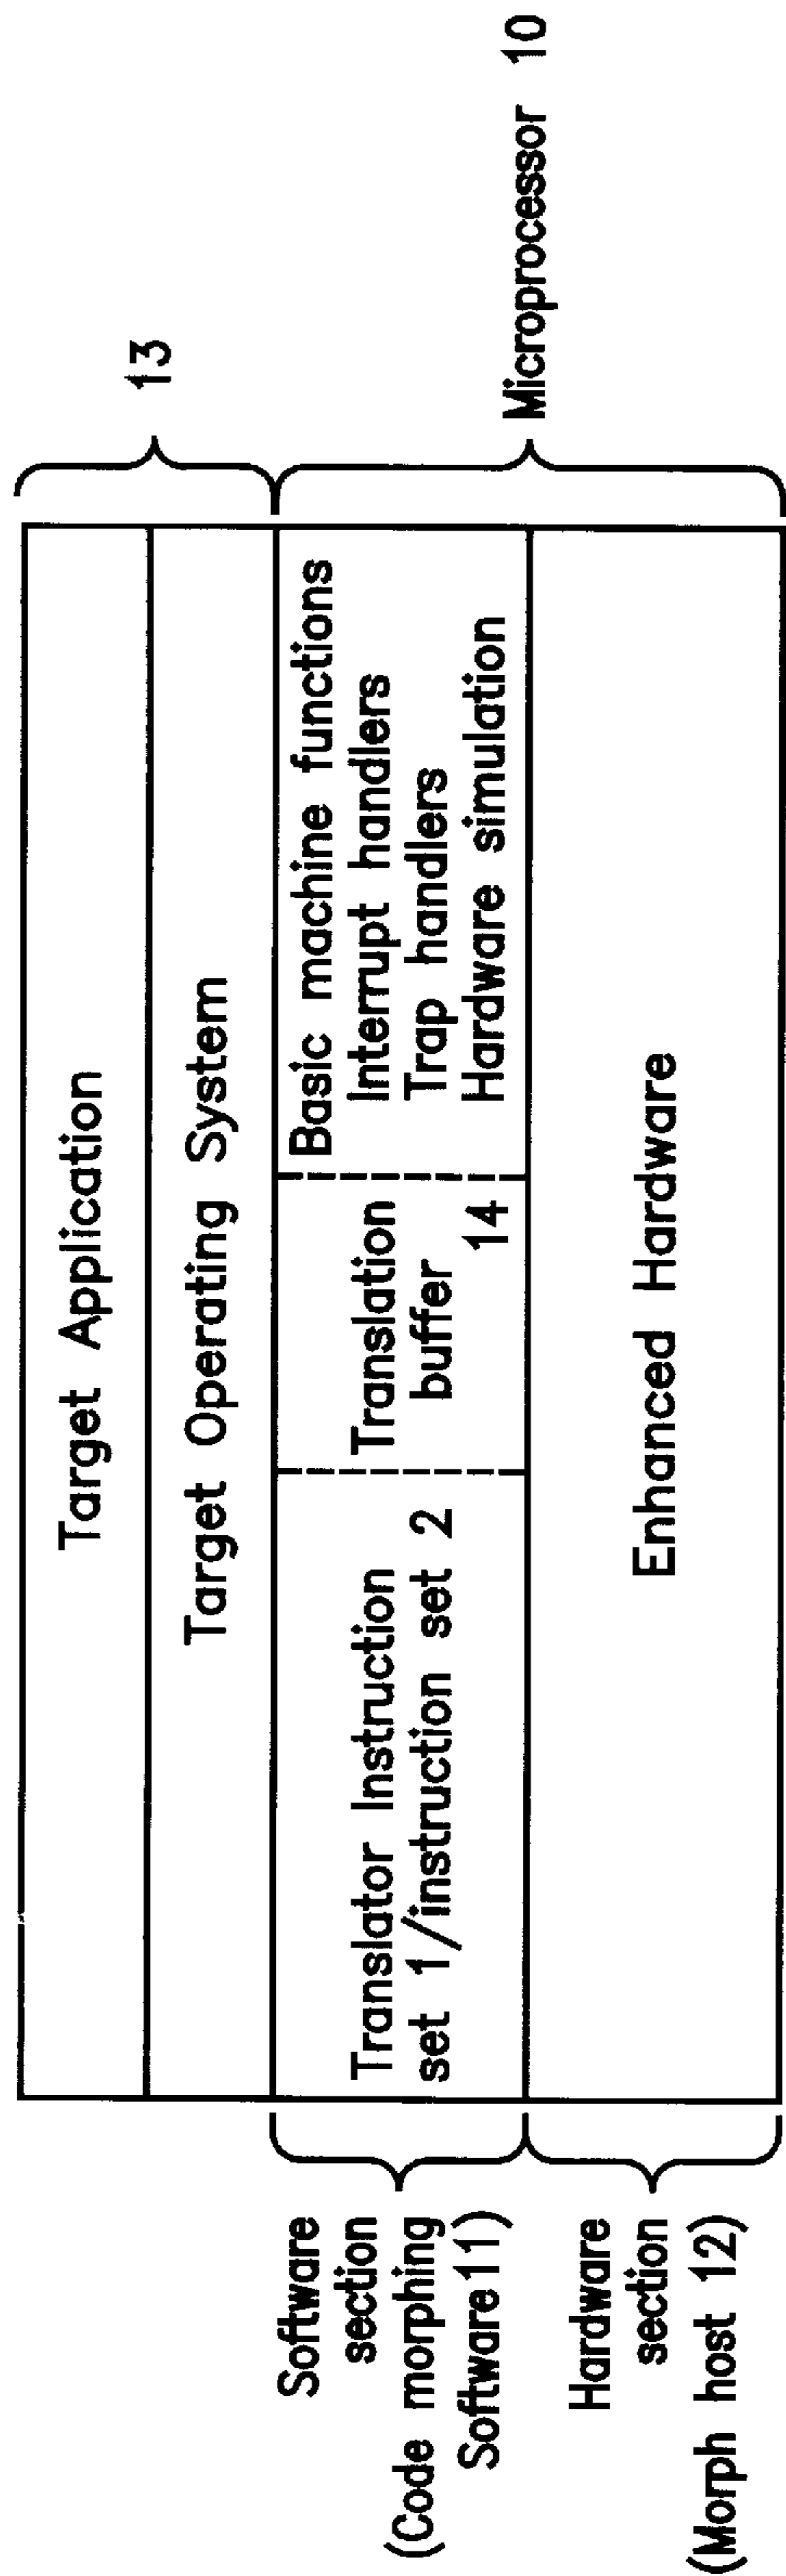 Target Application
Target Operating System
13
Software
section
(Code morphing
Software11)
Translator Instruction
set 1/instruction set 2
Translation
buffer
14
Basic machine functions
Interrupt handlers
Trap handlers
Hardware simulation
Microprocessor 10
Hardware
section
(Morph host 12)
Enhanced Hardware